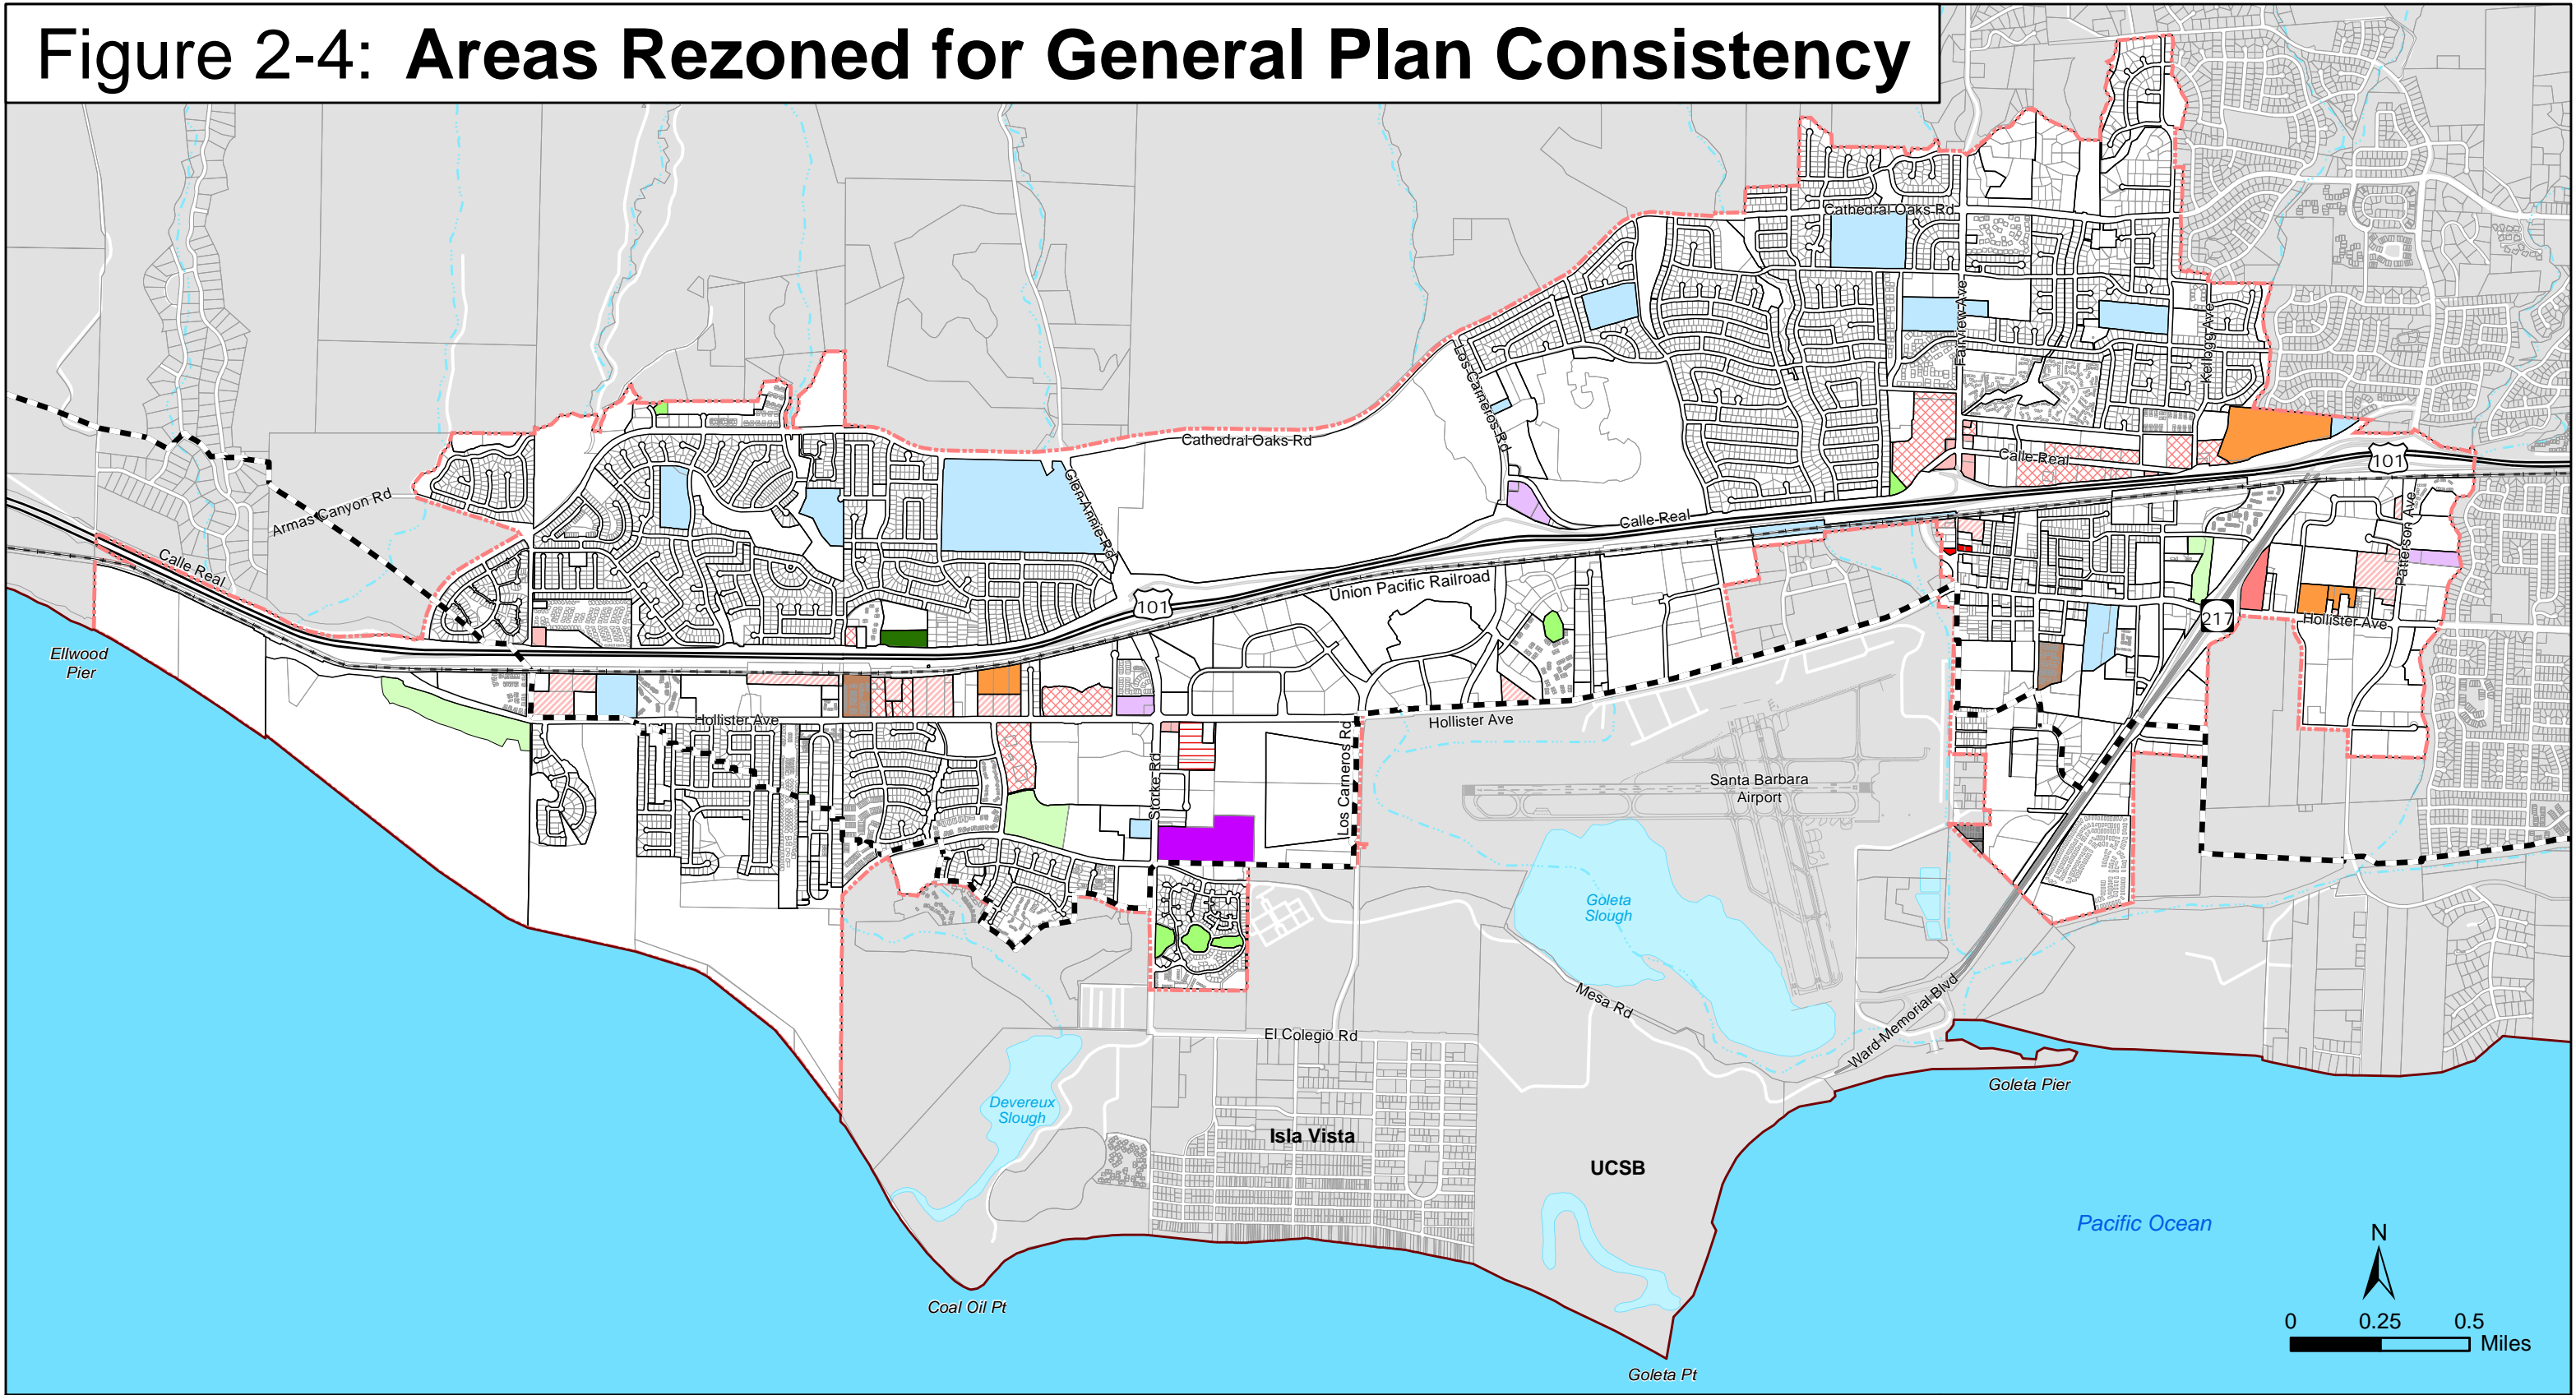 Figure 2-4: Areas Rezoned for General Plan Consistency
Cathedral Oaks Rd
Fairview Ave
Kellogg Ave
Los Carneros Rd
Cathedral Oaks Rd
Calle Real
101
Glen Annie Rd
Armas Canyon Rd
Calle Real
Patterson Ave
Calle Real
Union Pacific Railroad
101
217
Hollister Ave
Ellwood
Pier
Hollister Ave
Hollister Ave
Los Carneros Rd
Storke Rd
Santa Barbara
Airport
Goleta
Slough
Mesa Rd
Ward Memorial Blvd
El Colegio Rd
Goleta Pier
Devereux
Slough
Isla Vista
UCSB
Pacific Ocean
N
Coal Oil Pt
0 0.25 0.5
Miles
Goleta Pt